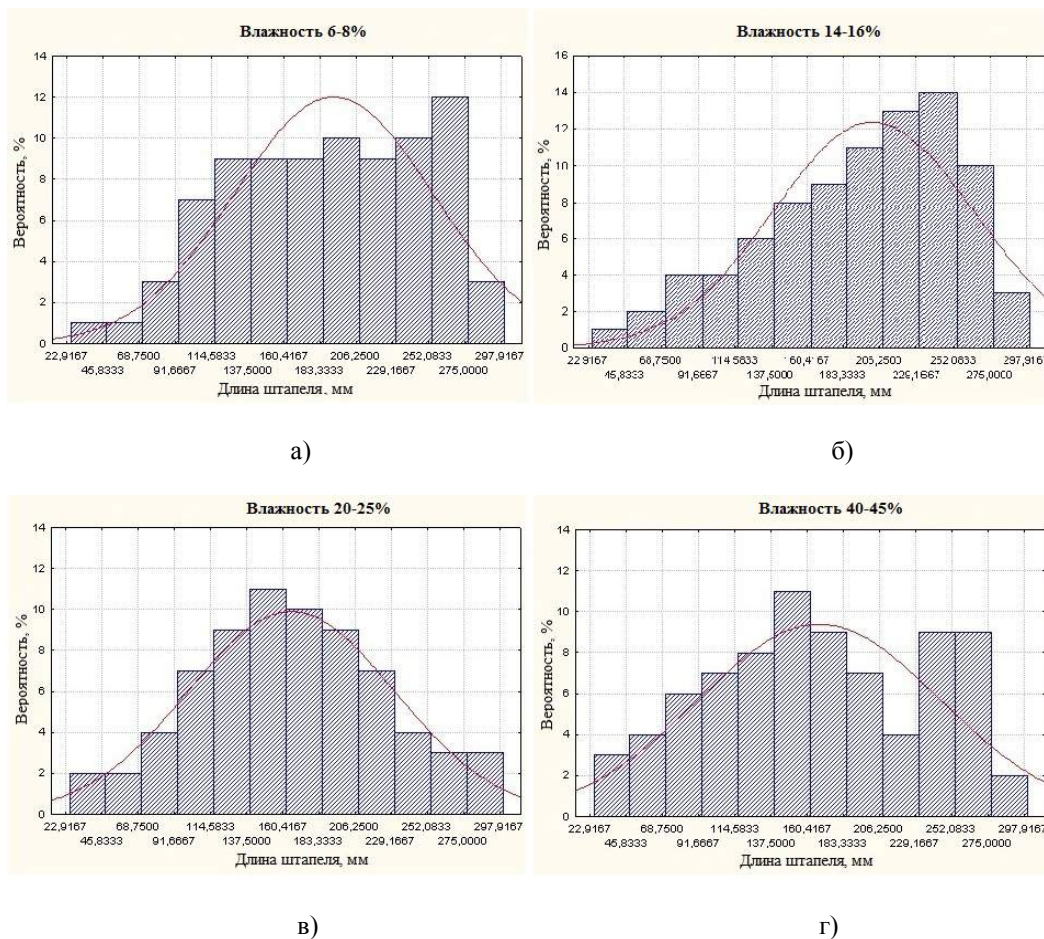 Влажность 6-8%
Вероятность, %
14
12
10
8
6
4
2
0
22,9167 68,7500 114,5833 160,4167 206,2500 252,0833 297,9167
45,8333 91,6667 137,5000 183,3333 229,1667 275,0000
Длина штапеля, мм
а)
Влажность 14-16%
Вероятность, %
16
14
12
10
8
6
4
2
0
22,9167 66,7500 114,5833 60,4167 205,2500 252,0833 297,9167
45,8333 91,6667 137,5000 183,3333 229,1667 275,0000
Длина штапеля, мм
б)
Влажность 20-25%
Вероятность, %
14
12
10
8
6
4
2
0
22,9167 68,7500 114,5833 160,4167 206,2500 252,0833 297,9167
45,8333 91,6667 137,5000 183,3333 229,1667 275,0000
Длина штапеля, мм
в)
Влажность 40-45%
Вероятность, %
14
12
10
8
6
4
2
0
22,9167 68,7500 114,5833 160,4167 206,2500 252,0833 297,9167
45,8333 91,6667 137,5000 183,3333 229,1667 275,0000
Длина штапеля, мм
г)